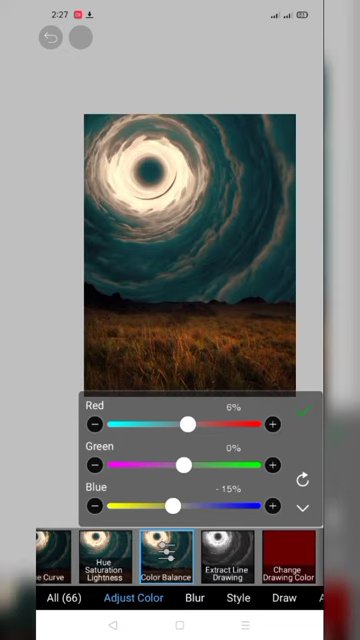 2:27
Red
6%
Green
0%
Blue
- 15%
e Curve
Hue
Saturation
Lightness
Color Balance
Extract Line
Drawing
Change
Drawing Color
All (66)
Adjust Color
Blur
Style
Draw
A